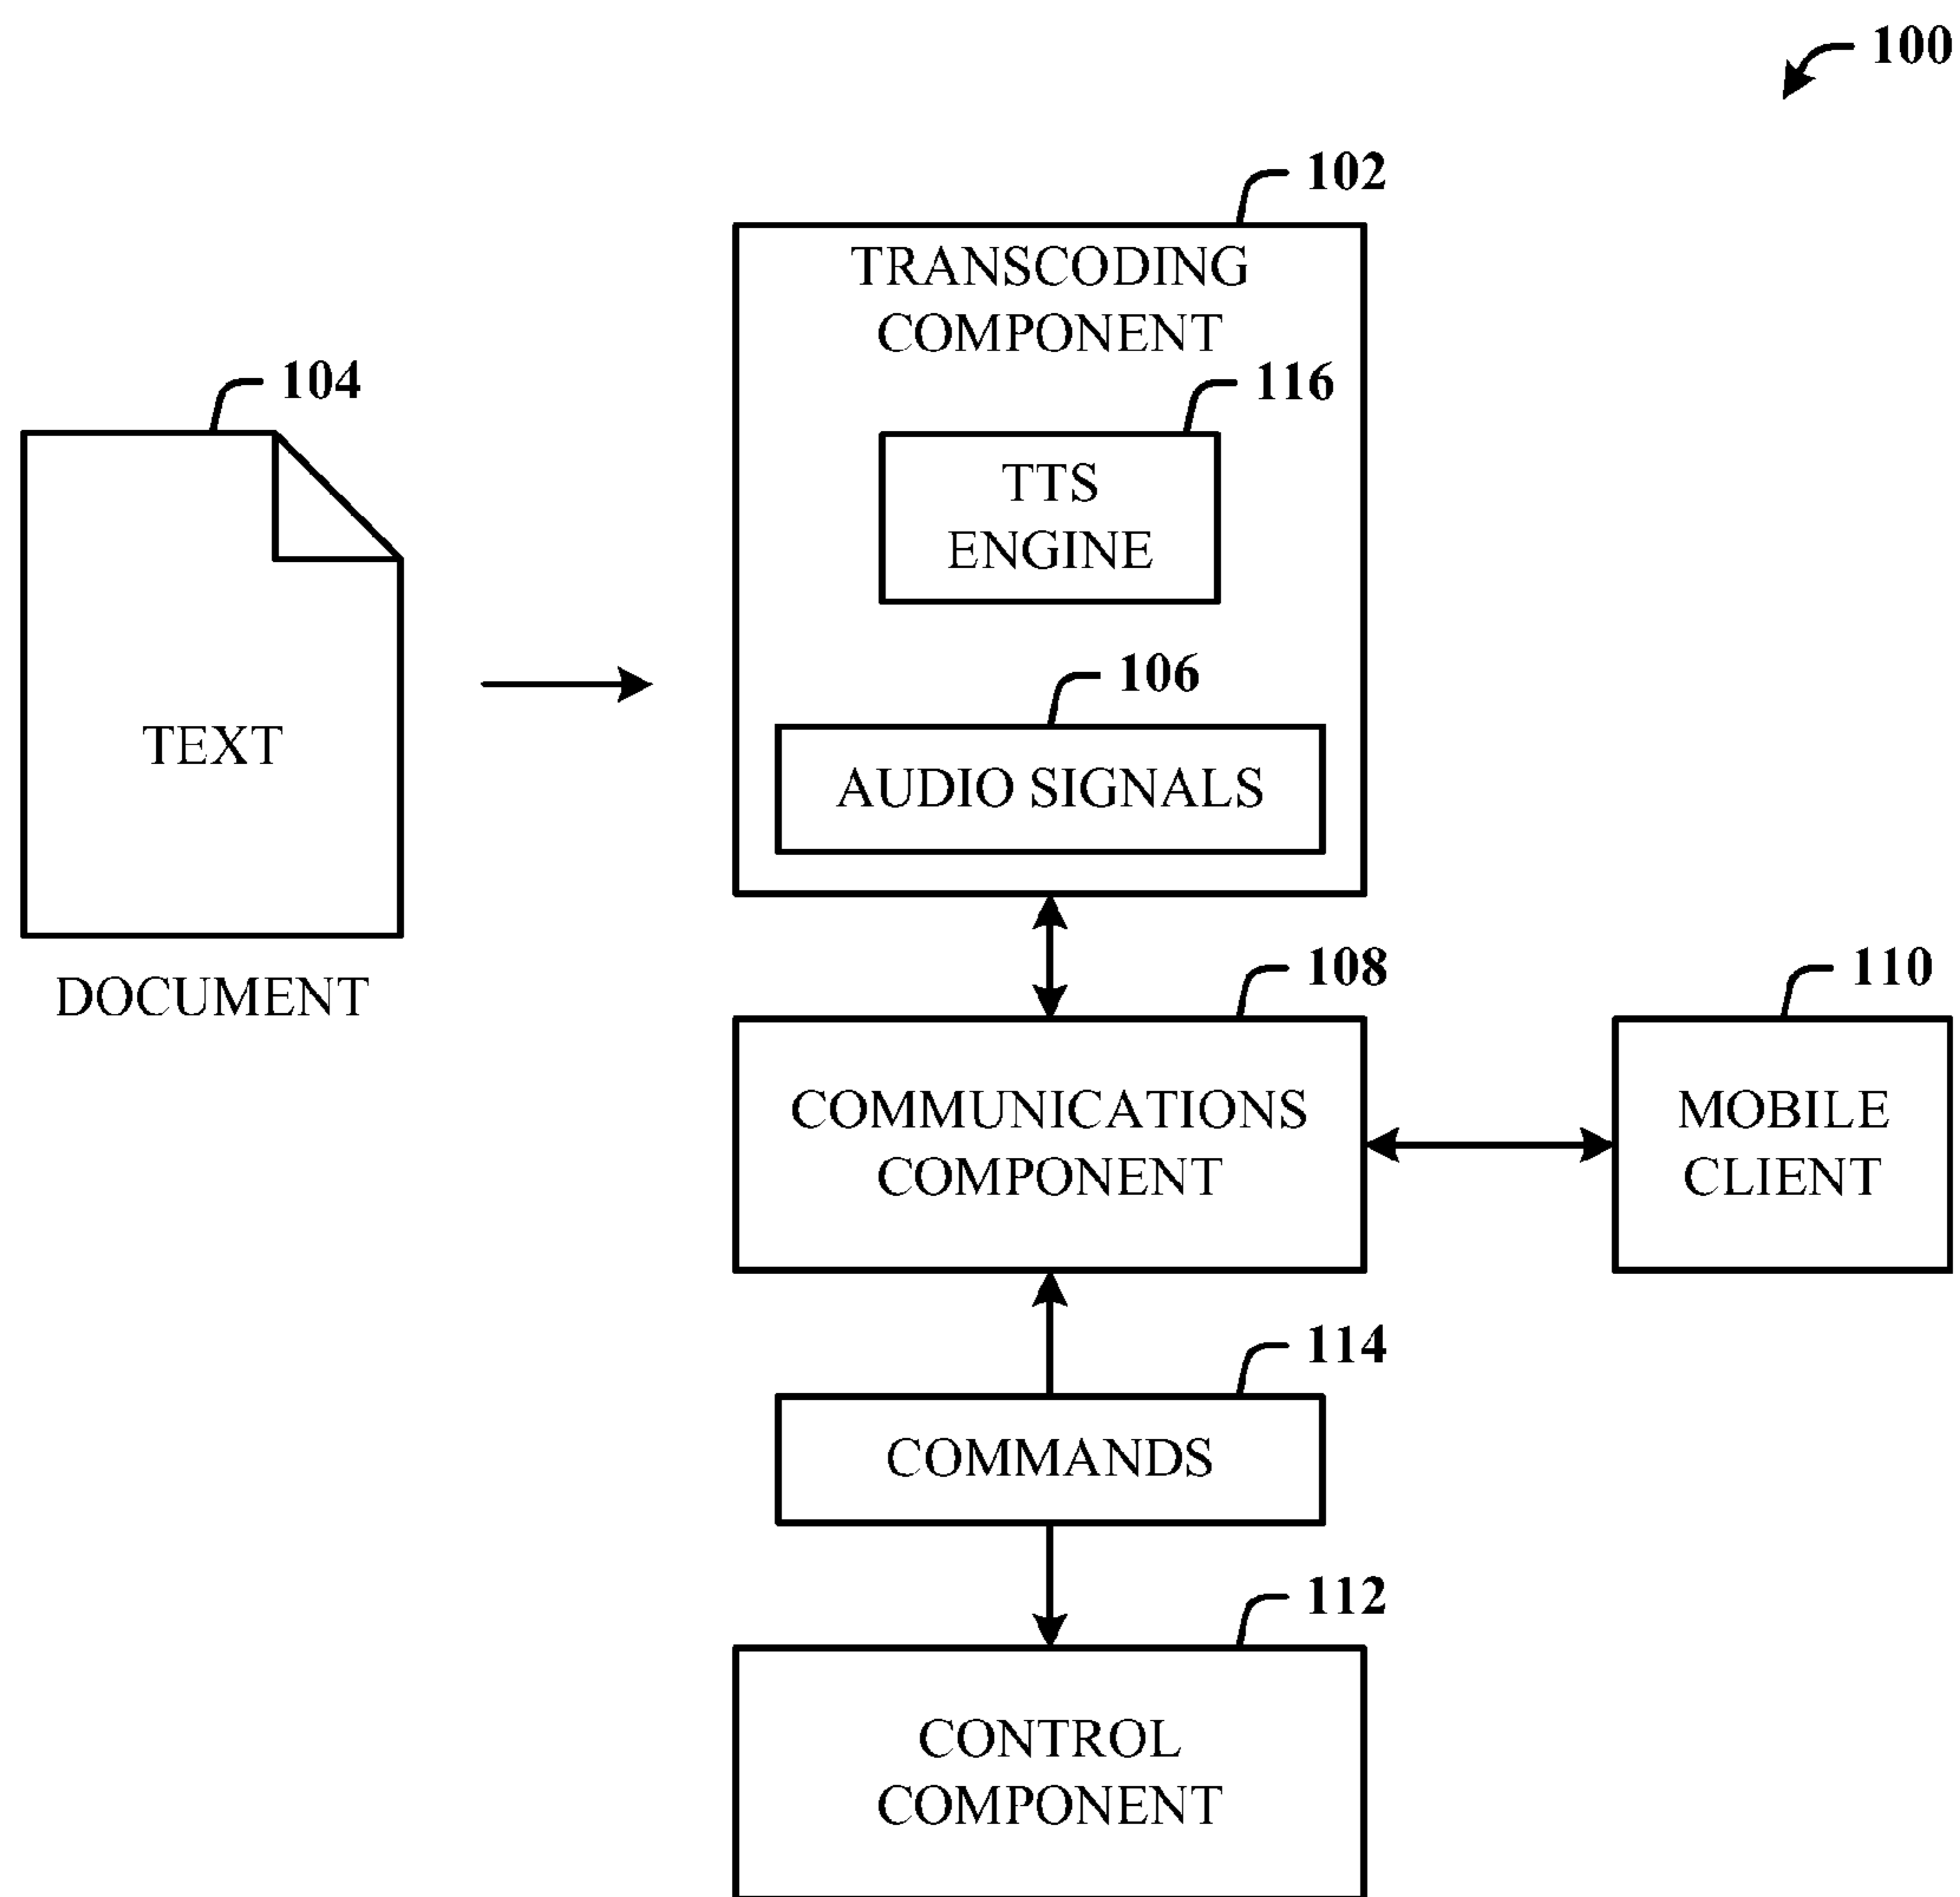 100
102
TRANSCODING
COMPONENT
104
116
TTS
ENGINE
106
TEXT
AUDIO SIGNALS
DOCUMENT
108
110
COMMUNICATIONS
COMPONENT
MOBILE
CLIENT
114
COMMANDS
112
CONTROL
COMPONENT